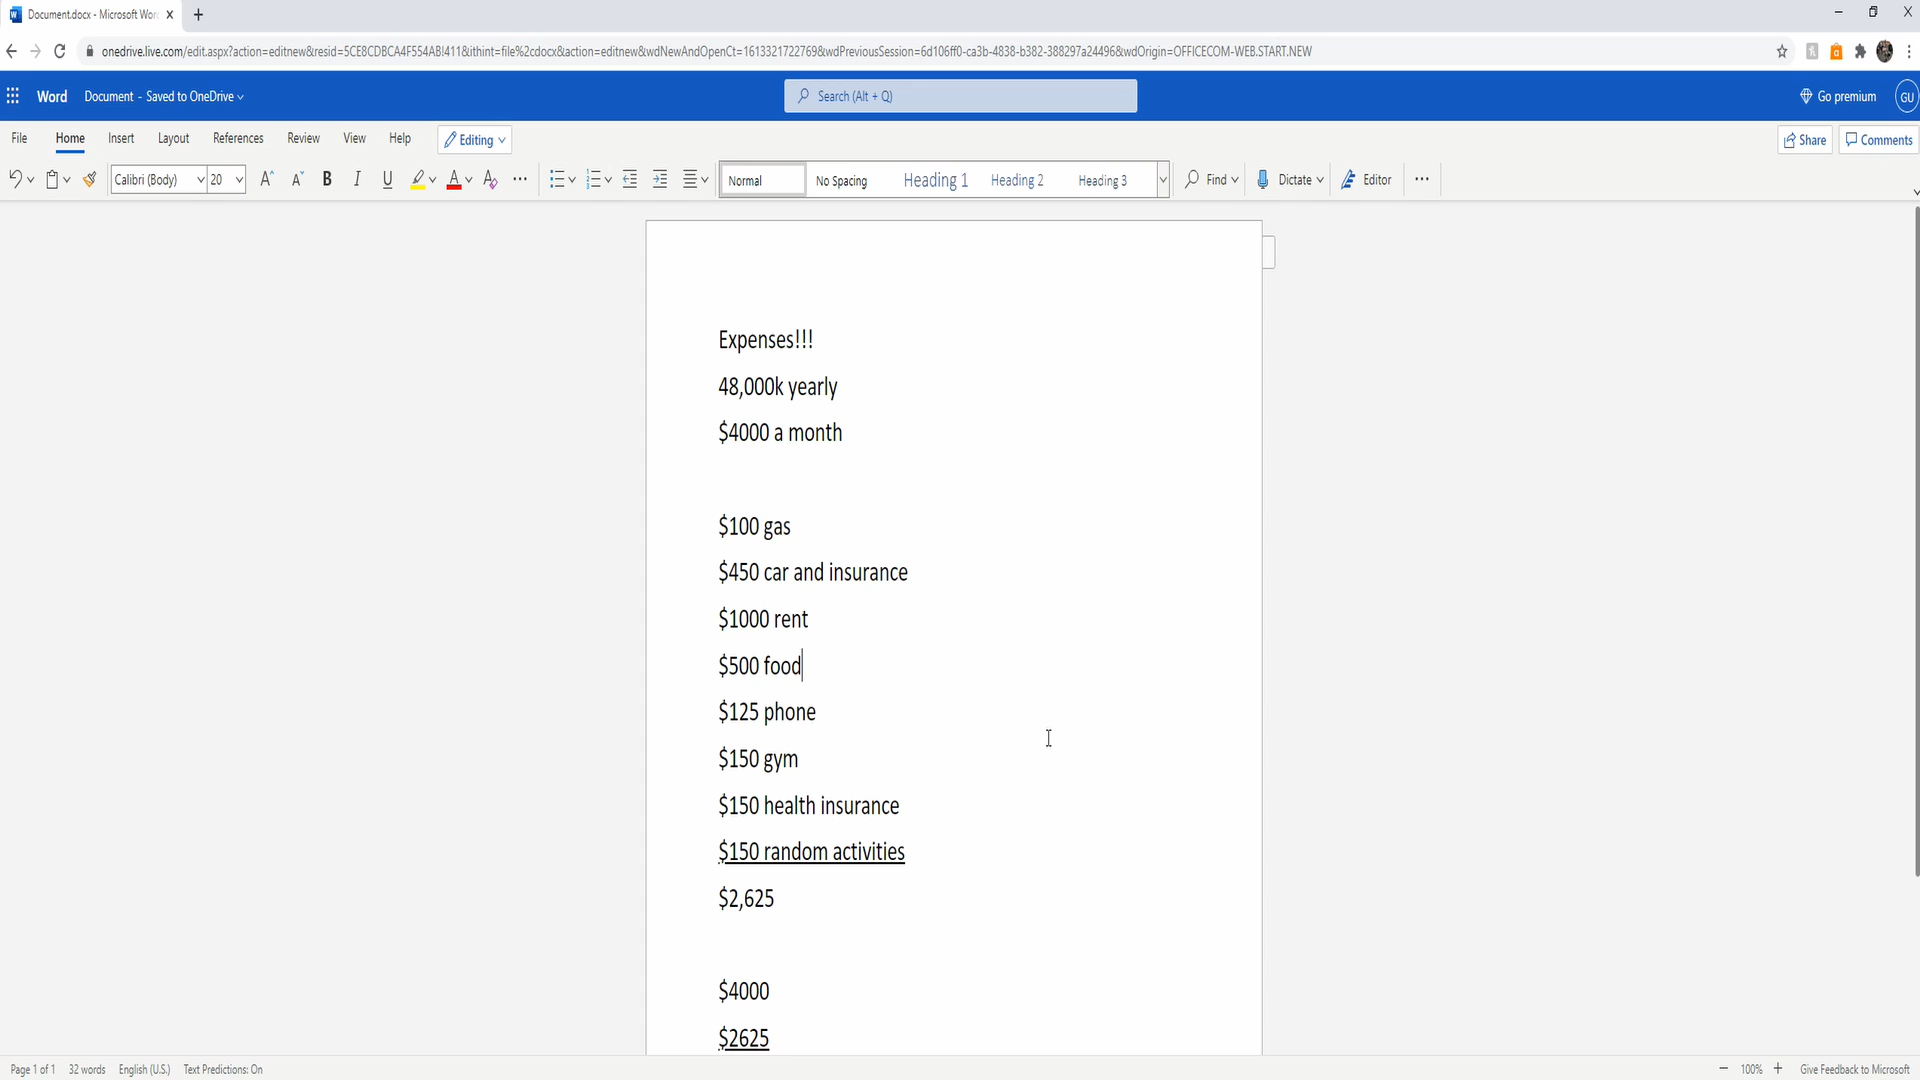 Document.docx - Microsoft Wor
onedrive.live.com/edit.aspx?action=editnew&resid=5CE8CDBCA4F554AB!411&ithint=file%2cdocx&action=editnew&wdNewAndOpenCt=1613321722769&wdPreviousSession=6d106ff0-ca3b-4838-b382-388297a24496&wdOrigin=OFFICECOM-WEB.START.NEW
Word Document - Saved to OneDrive Search (Alt + Q) Go premium GU
File Home Insert Layout References Review View Help Editing Share Comments
Calibri (Body) 20 A A B I U A A Normal No Spacing Heading 1 Heading 2 Heading 3 Find Dictate Editor
Expenses!!!
48,000k yearly
$4000 a month
$100 gas
$450 car and insurance
$1000 rent
$500 food
$125 phone
$150 gym
$150 health insurance
$150 random activities
$2,625
$4000
$2625
Page 1 of 1 32 words English (U.S.) Text Predictions: On 100% Give Feedback to Microsoft